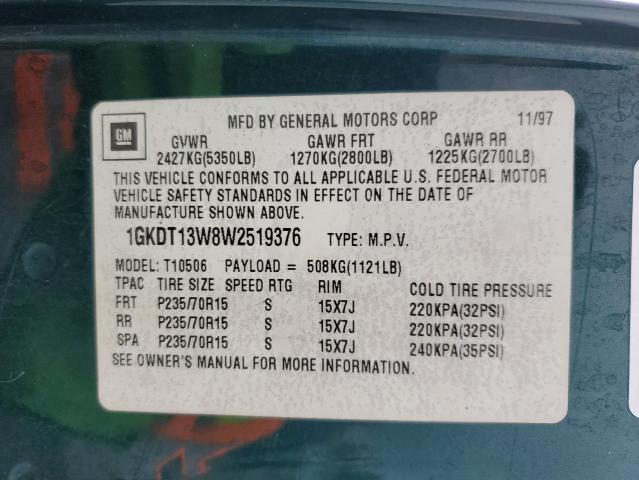 GM
MFD BY GENERAL MOTORS CORP 11/97
GVWR GAWR FRT GAWR RR
2427KG(5350LB) 1270KG(2800LB) 1225KG(2700LB)
THIS VEHICLE CONFORMS TO ALL APPLICABLE U.S. FEDERAL MOTOR
VEHICLE SAFETY STANDARDS IN EFFECT ON THE DATE OF
MANUFACTURE SHOWN ABOVE.
1GKDT13W8W2519376 TYPE: M.P.V.
MODEL: T10506 PAYLOAD = 508KG(1121LB)
TPAC TIRE SIZE SPEED RTG RIM COLD TIRE PRESSURE
FRT P235/70R15 S 15X7J 220KPA(32PSI)
RR P235/70R15 S 15X7J 220KPA(32PSI)
SPA P235/70R15 S 15X7J 240KPA(35PSI)
SEE OWNER'S MANUAL FOR MORE INFORMATION.